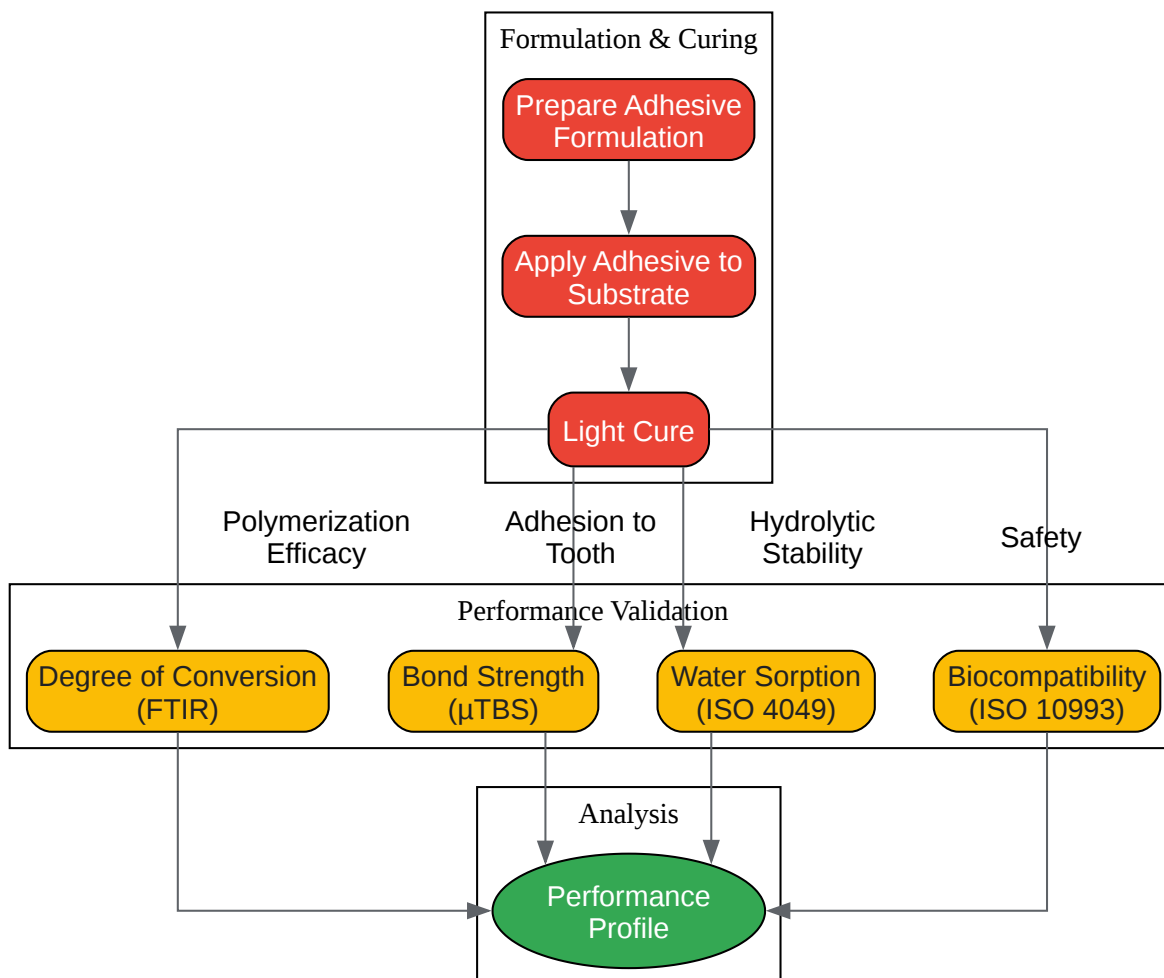 Formulation & Curing
Prepare Adhesive
Formulation
Apply Adhesive to
Substrate
Light Cure
Polymerization
Efficacy
Adhesion to
Tooth
Hydrolytic
Stability
Safety
Performance Validation
Degree of Conversion
(FTIR)
Bond Strength
(µTBS)
Water Sorption
(ISO 4049)
Biocompatibility
(ISO 10993)
Analysis
Performance
Profile